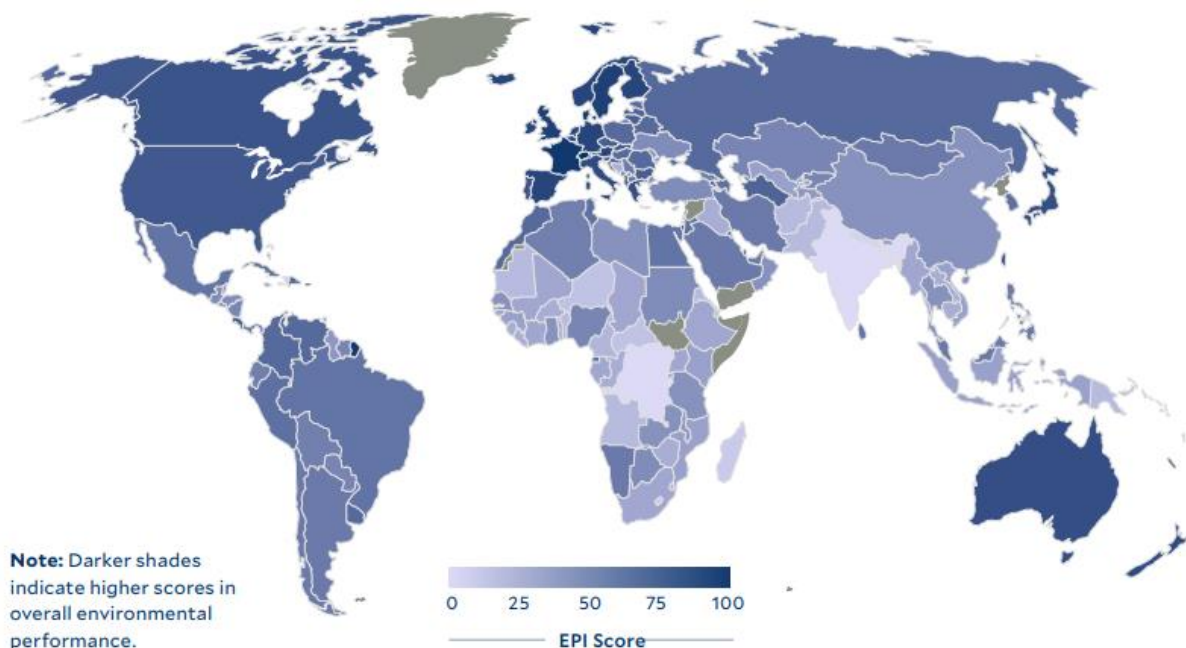 Note: Darker shades
indicate higher scores in
overall environmental
performance.
0 25 50 75 100
EPI Score